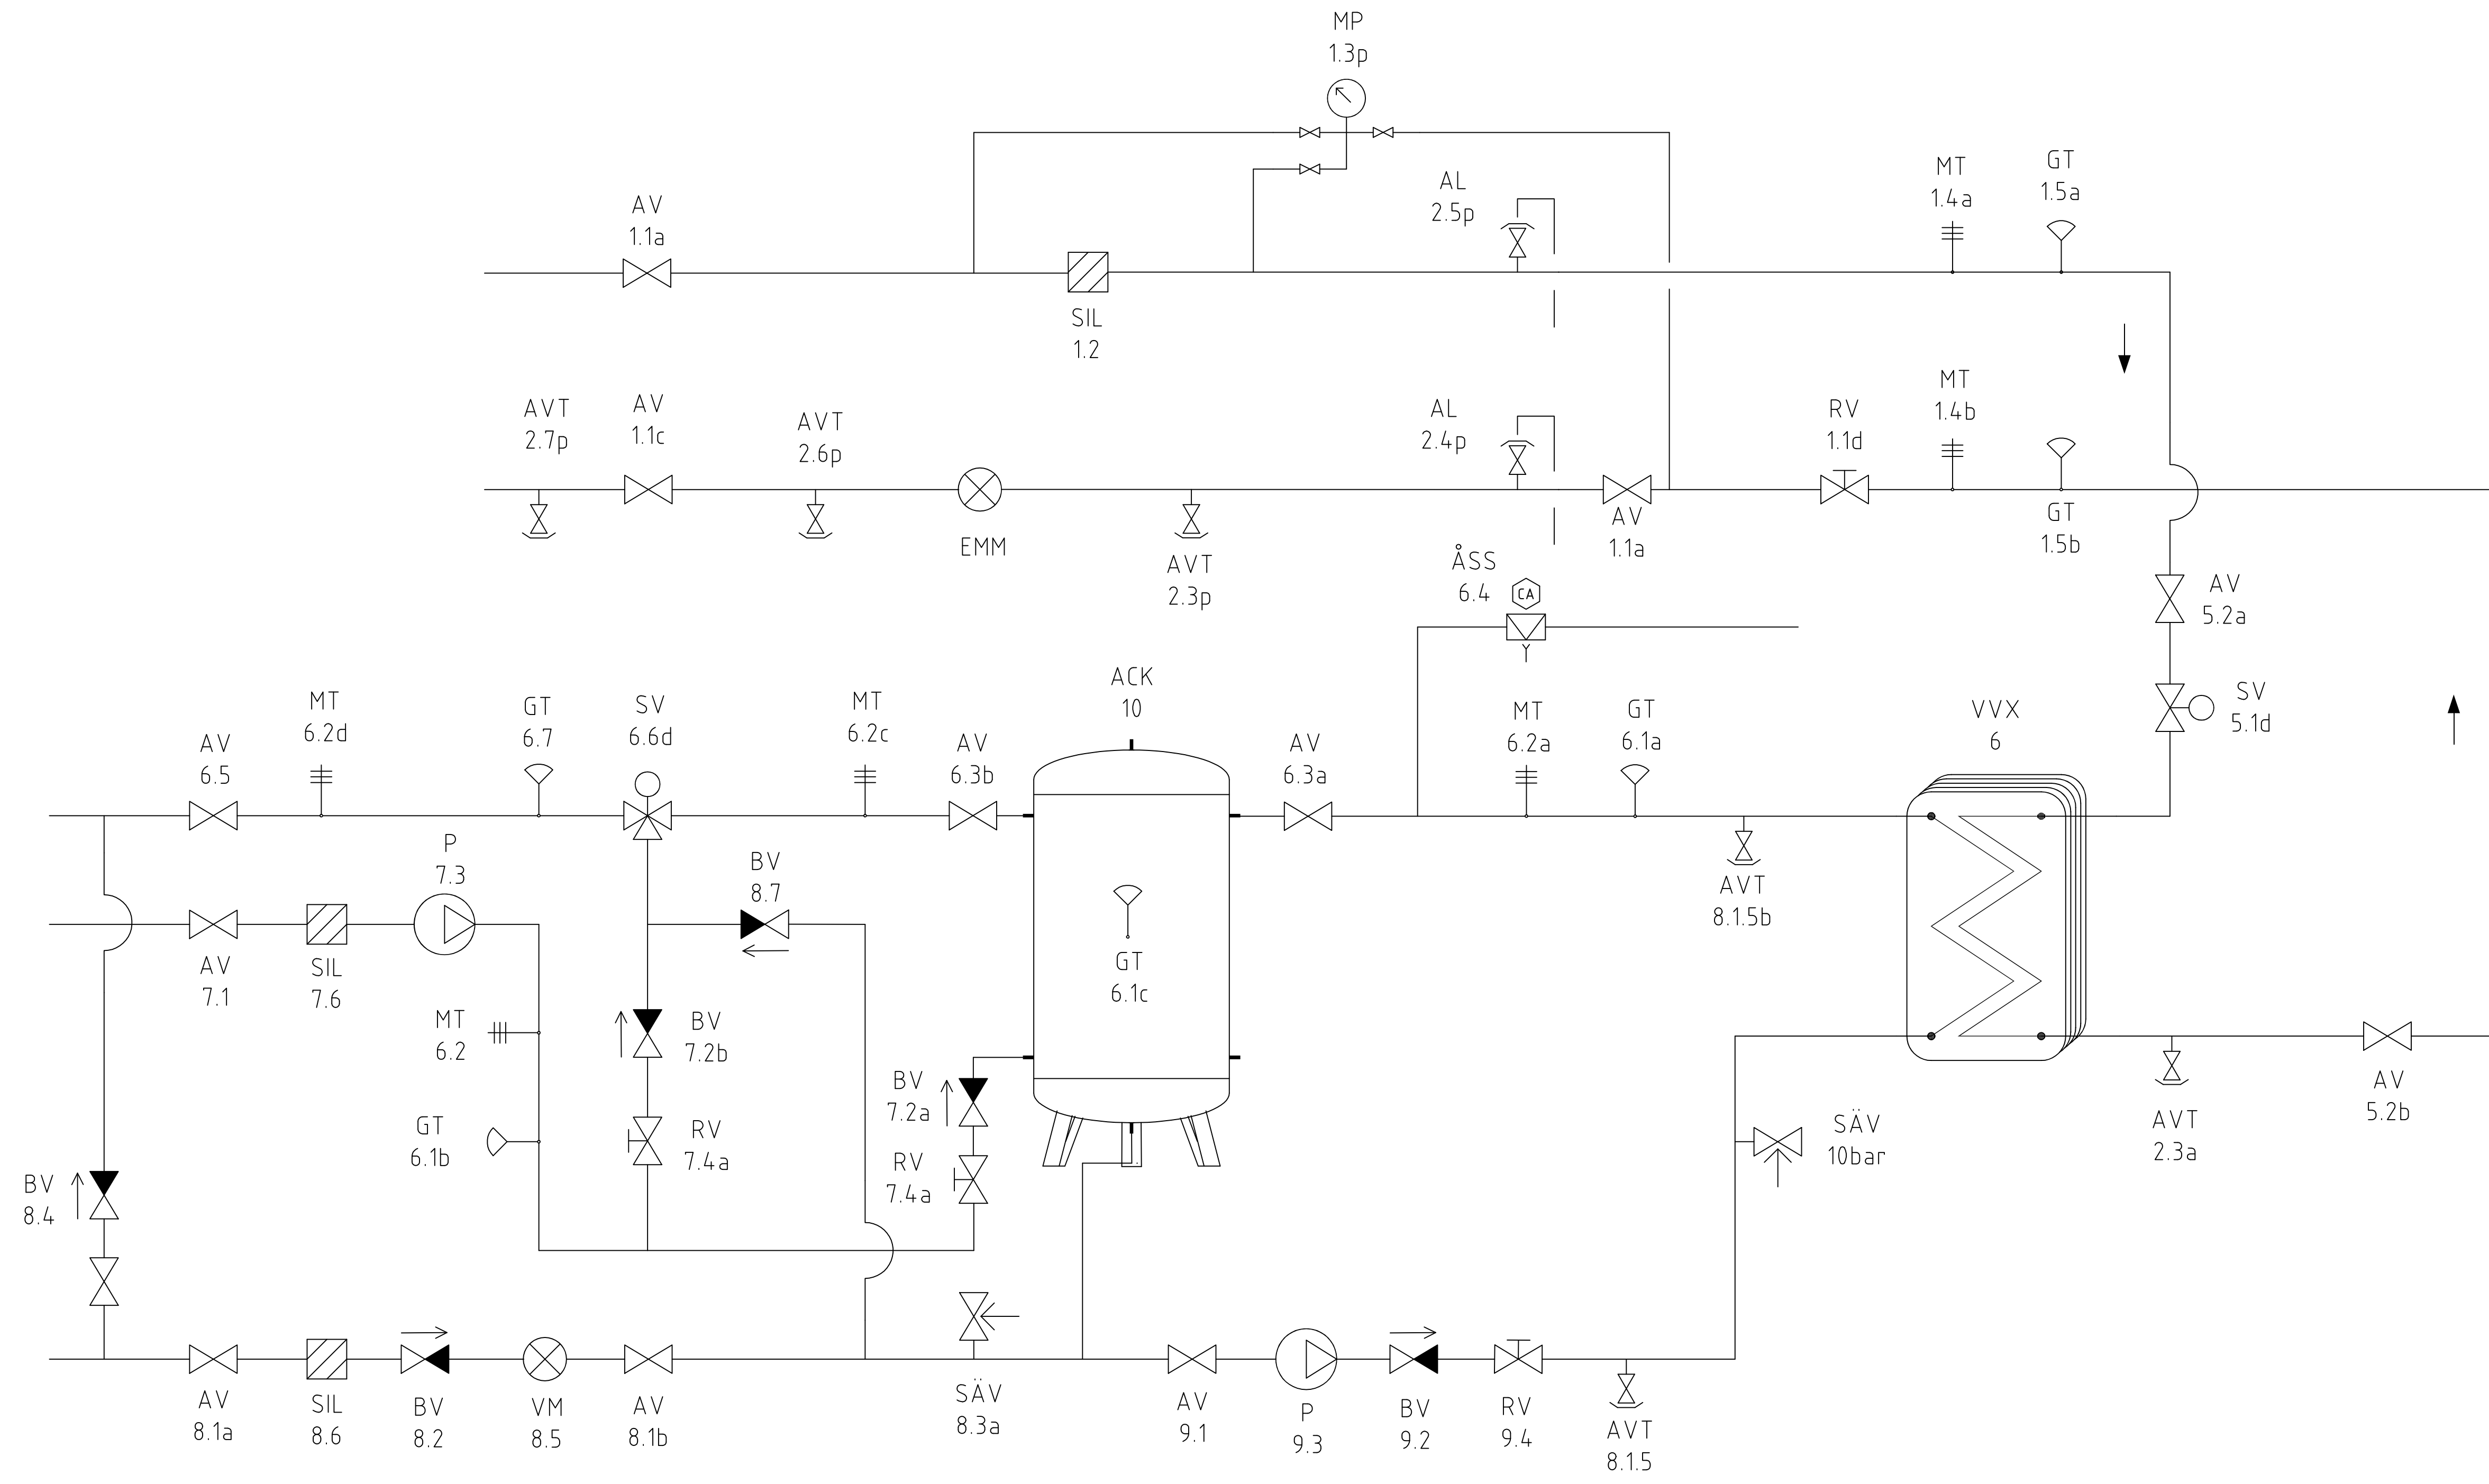 MP
1.3p
AV
1.1a
AL
2.5p
MT
1.4a
GT
1.5a
SIL
1.2
AVT
2.7p
AV
1.1c
AVT
2.6p
EMM
AVT
2.3p
AL
2.4p
AV
1.1a
RV
1.1d
MT
1.4b
GT
1.5b
ÅSS
6.4
CA
AV
5.2a
SV
5.1d
AV
6.5
MT
6.2d
GT
6.7
SV
6.6d
MT
6.2c
AV
6.3b
ACK
10
AV
6.3a
MT
6.2a
GT
6.1a
VVX
6
P
7.3
BV
8.7
AVT
8.1.5b
AV
7.1
SIL
7.6
GT
6.1c
MT
6.2
BV
7.2b
BV
7.2a
GT
6.1b
RV
7.4a
RV
7.4a
SÄV
10bar
AVT
2.3a
AV
5.2b
BV
8.4
AV
8.1a
SIL
8.6
BV
8.2
VM
8.5
AV
8.1b
SÄV
8.3a
AV
9.1
P
9.3
BV
9.2
RV
9.4
AVT
8.1.5